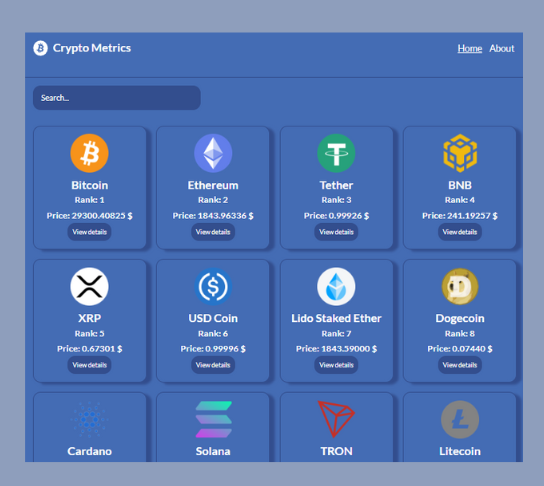 Crypto Metrics
Home About
Search...
Bitcoin
Rank: 1
Price: 29300.40825 $
View details
Ethereum
Rank: 2
Price: 1843.96336 $
View details
Tether
Rank: 3
Price: 0.99926 $
View details
BNB
Rank: 4
Price: 241.19257 $
View details
XRP
Rank: 5
Price: 0.67301 $
View details
USD Coin
Rank: 6
Price: 0.99996 $
View details
Lido Staked Ether
Rank: 7
Price: 1843.59000 $
View details
Dogecoin
Rank: 8
Price: 0.07440 $
View details
Cardano
Solana
TRON
Litecoin